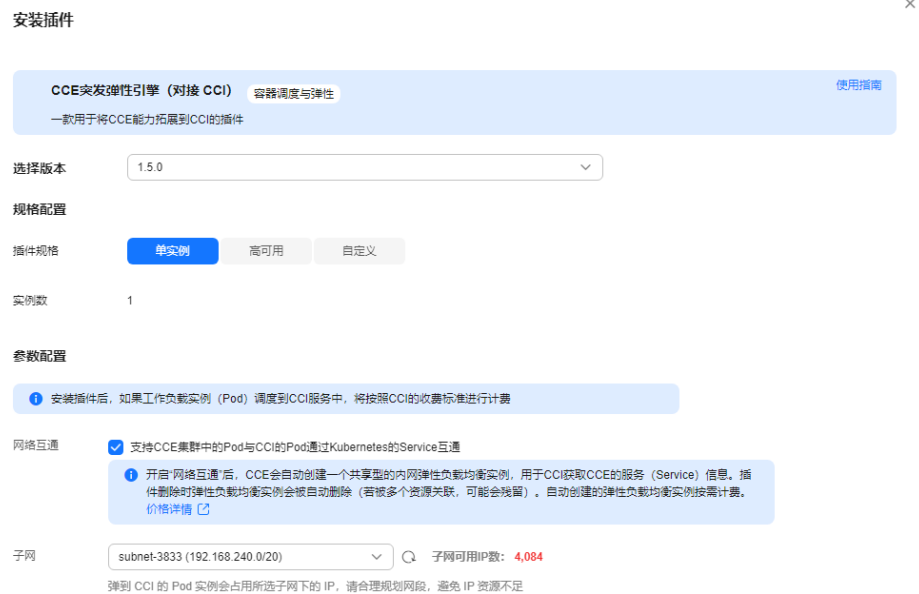 安装插件
CCE突发弹性引擎（对接 CCI） 容器调度与弹性 使用指南
一款用于将CCE能力拓展到CCI的插件
选择版本 1.5.0
规格配置
插件规格 单实例 高可用 自定义
实例数 1
参数配置
安装插件后，如果工作负载实例（Pod）调度到CCI服务中，将按照CCI的收费标准进行计费
网络互通 支持CCE集群中的Pod与CCI的Pod通过Kubernetes的Service互通
开启“网络互通”后，CCE会自动创建一个共享型的内网弹性负载均衡实例，用于CCI获取CCE的服务（Service）信息。插
件删除时弹性负载均衡实例会被自动删除（若被多个资源关联，可能会残留）。自动创建的弹性负载均衡实例按需计费。
价格详情
子网 subnet-3833 (192.168.240.0/20) 子网可用IP数： 4,084
弹到 CCI 的 Pod 实例会占用所选子网下的 IP，请合理规划网段，避免 IP 资源不足